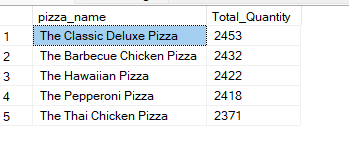 pizza_name Total_Quantity
1 The Classic Deluxe Pizza 2453
2 The Barbecue Chicken Pizza 2432
3 The Hawaiian Pizza 2422
4 The Pepperoni Pizza 2418
5 The Thai Chicken Pizza 2371